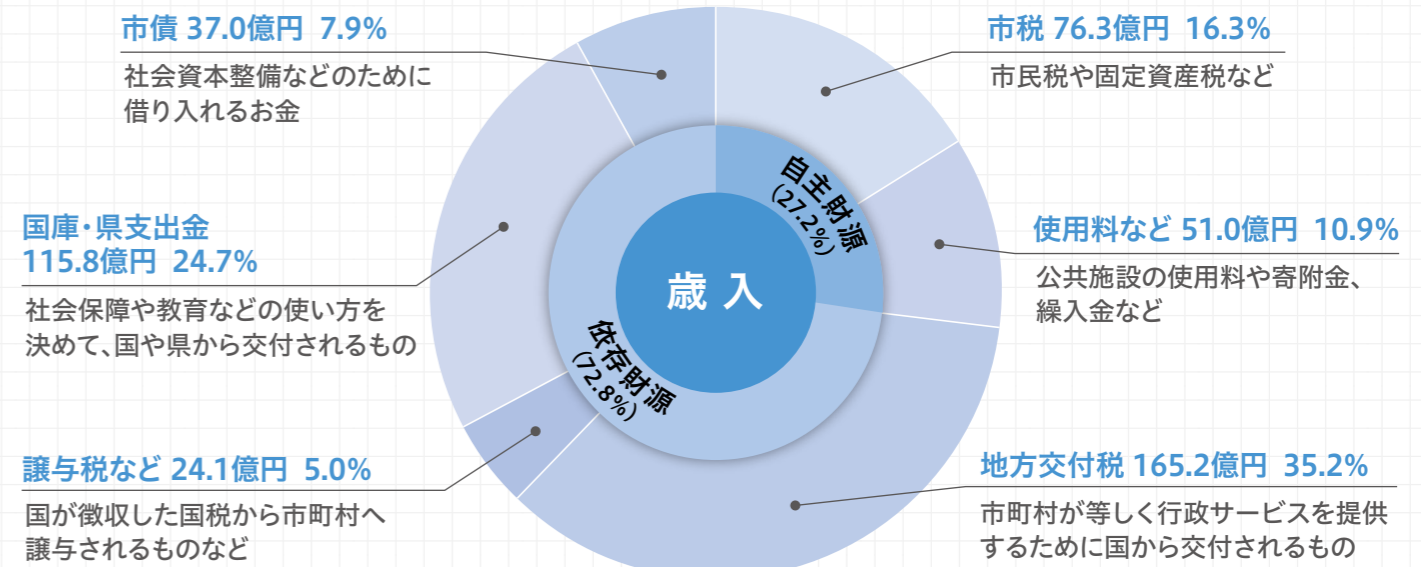 市債 37.0億円 7.9%
社会資本整備などのために
借り入れるお金
市税 76.3億円 16.3%
市民税や固定資産税など
国庫・県支出金
115.8億円 24.7%
社会保障や教育などの使い方を
決めて、国や県から交付されるもの
使用料など 51.0億円 10.9%
公共施設の使用料や寄附金、
繰入金など
自主財源
(27.2%)
歳入
依存財源
(72.8%)
譲与税など 24.1億円 5.0%
国が徴収した国税から市町村へ
譲与されるものなど
地方交付税 165.2億円 35.2%
市町村が等しく行政サービスを提供
するために国から交付されるもの